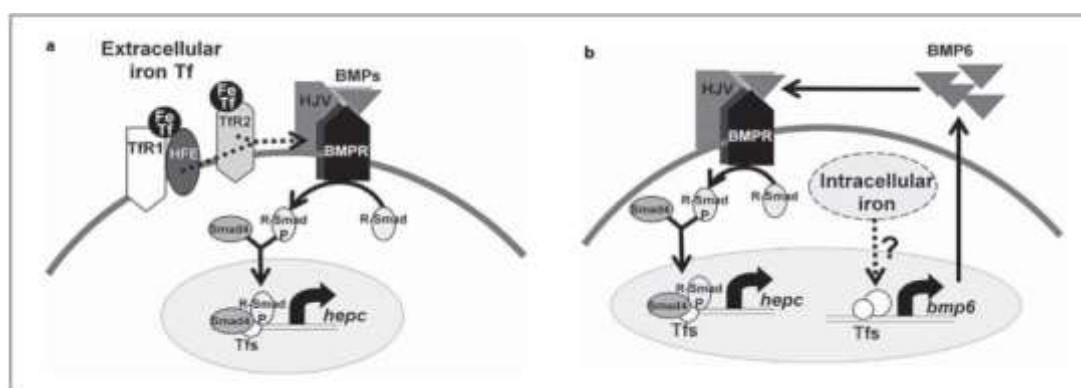 a
Extracellular
iron Tf
Fe
Tf
Fe
Tf
TfR1
HFE
TfR2
HJV
BMPs
BMPR
Smad4
R-Smad
P
R-Smad
R-Smad
P
Smad4
Tfs
hepc
b
BMP6
HJV
BMPR
Intracellular
iron
Smad4
R-Smad
P
R-Smad
?
R-Smad
P
Smad4
Tfs
hepc
Tfs
bmp6